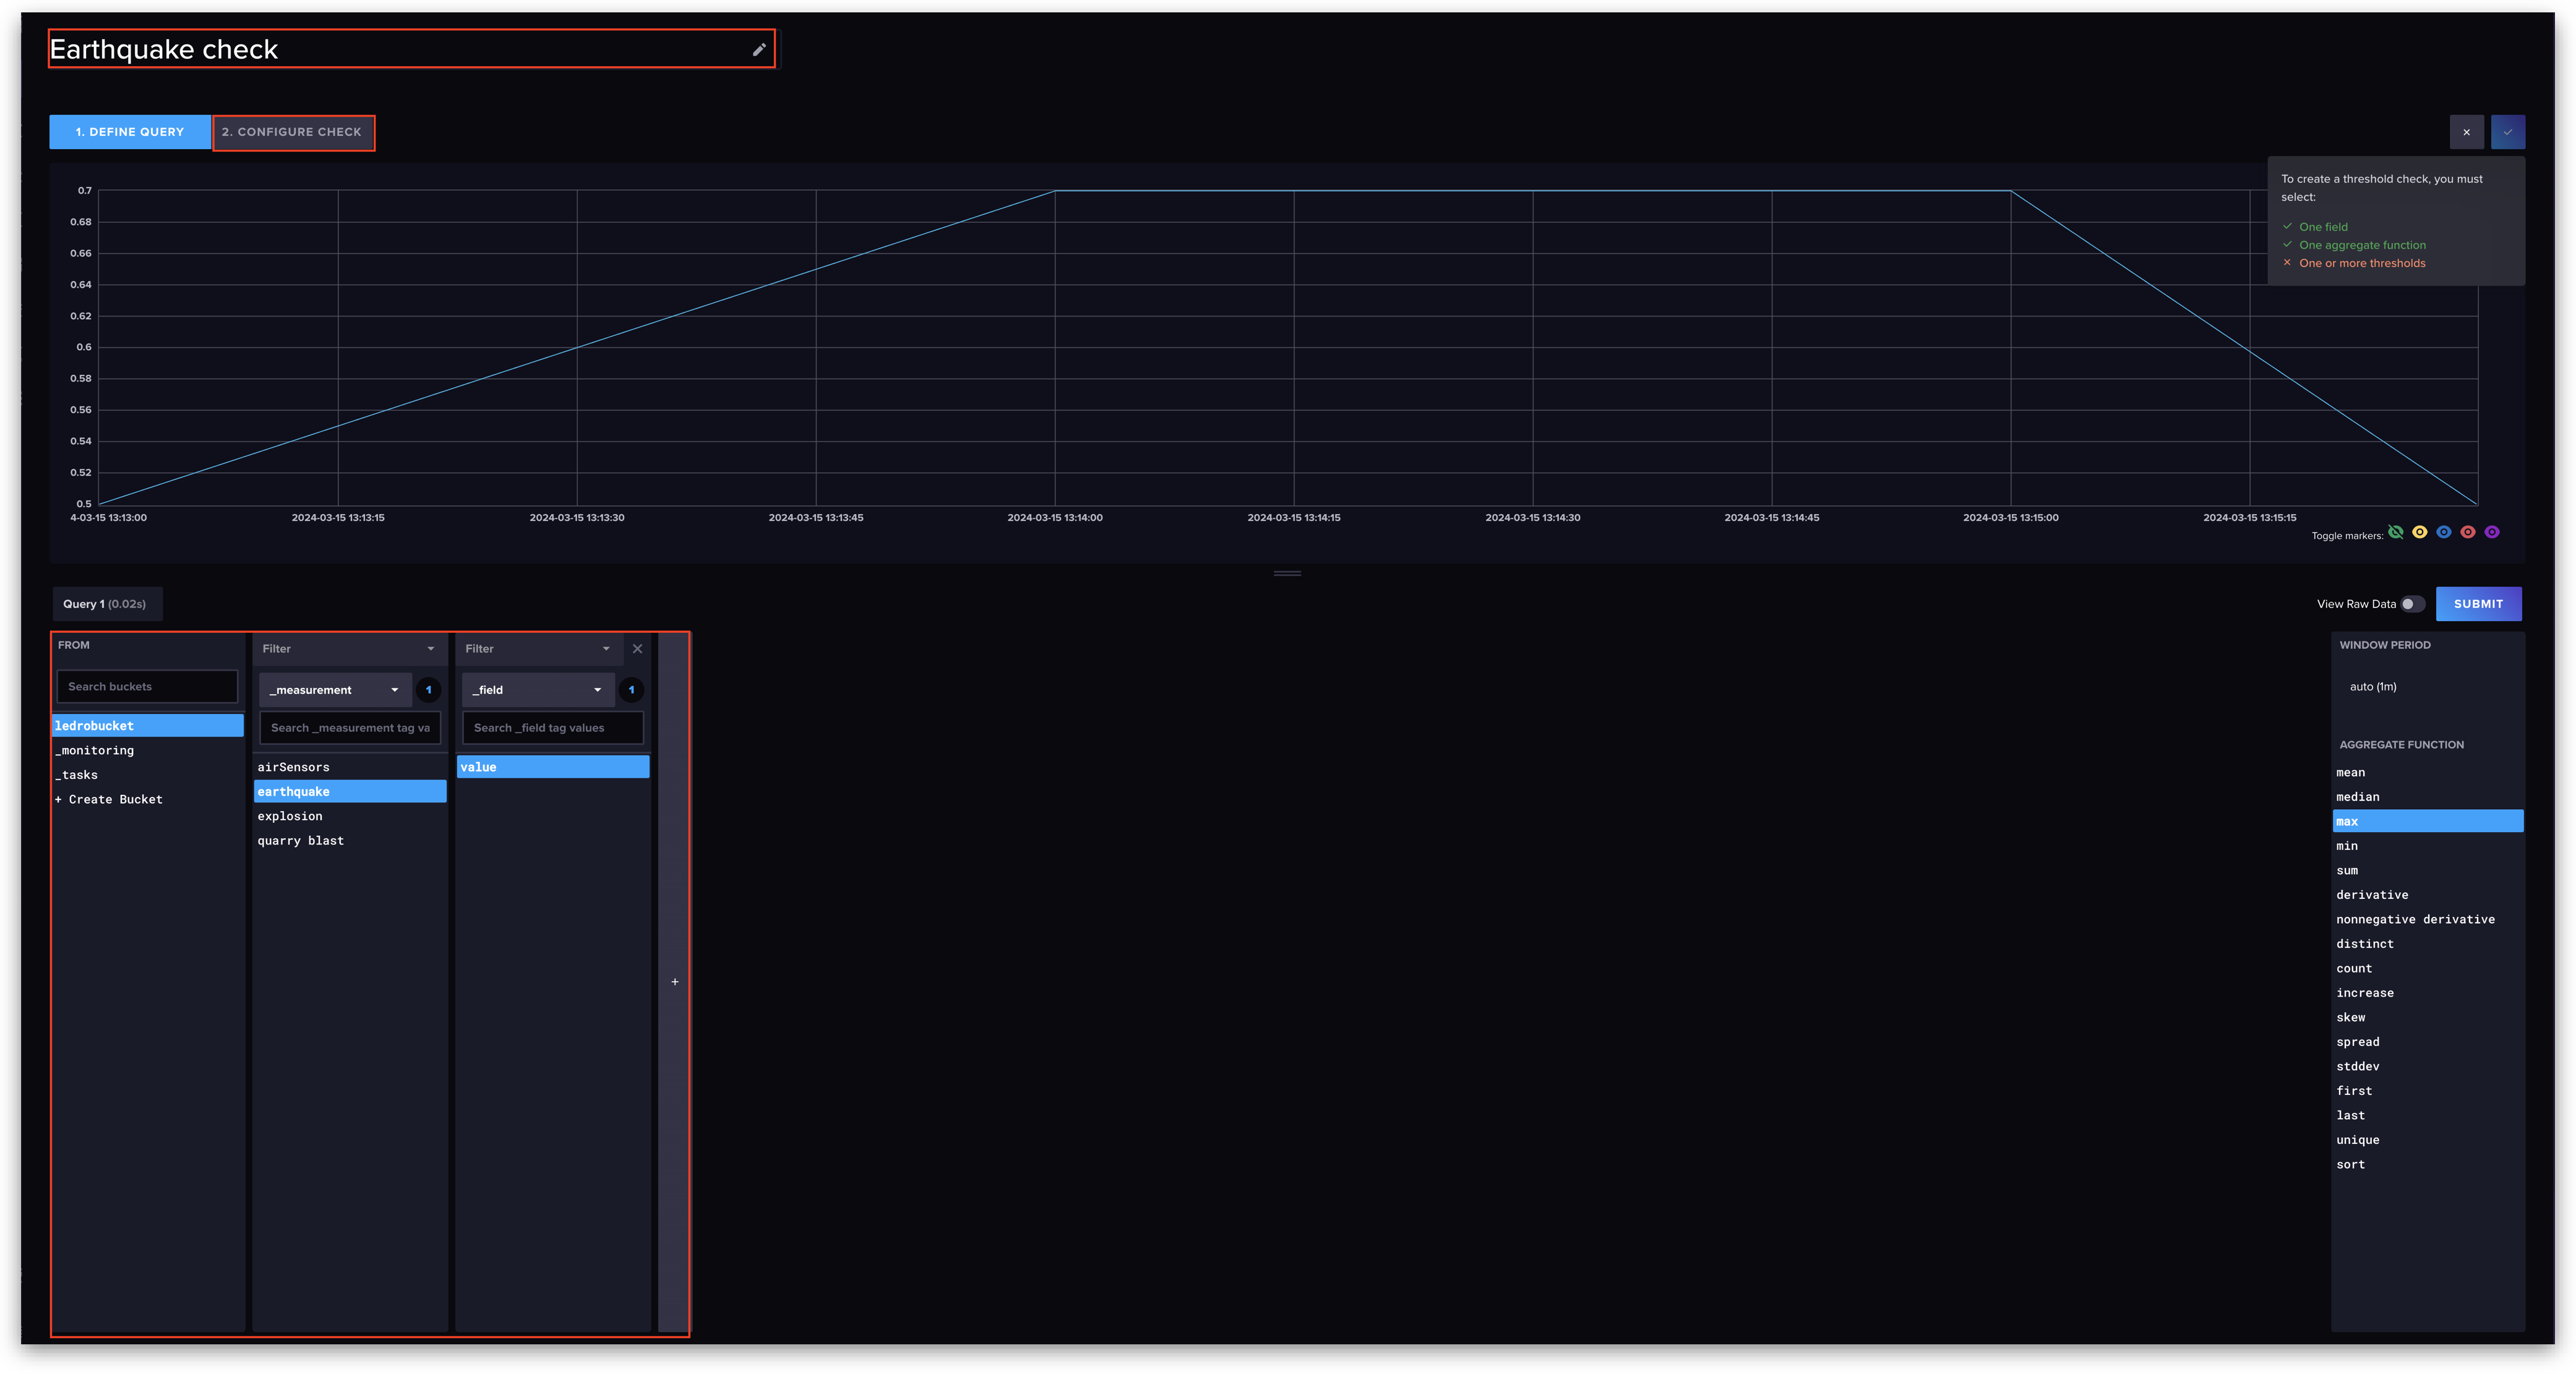 Earthquake check
1. DEFINE QUERY
2. CONFIGURE CHECK
To create a threshold check, you must
select:
One field
One aggregate function
One or more thresholds
0.7
0.68
0.66
0.64
0.62
0.6
0.58
0.56
0.54
0.52
0.5
4-03-15 13:13:00
2024-03-15 13:13:15
2024-03-15 13:13:30
2024-03-15 13:13:45
2024-03-15 13:14:00
2024-03-15 13:14:15
2024-03-15 13:14:30
2024-03-15 13:14:45
2024-03-15 13:15:00
2024-03-15 13:15:15
Toggle markers:
Query 1 (0.02s)
View Raw Data
SUBMIT
FROM
Search buckets
ledrobucket
_monitoring
_tasks
+ Create Bucket
Filter
_measurement
1
Search _measurement tag va
airSensors
earthquake
explosion
quarry blast
Filter
_field
1
Search _field tag values
value
+
WINDOW PERIOD
auto (1m)
AGGREGATE FUNCTION
mean
median
max
min
sum
derivative
nonnegative derivative
distinct
count
increase
skew
spread
stddev
first
last
unique
sort